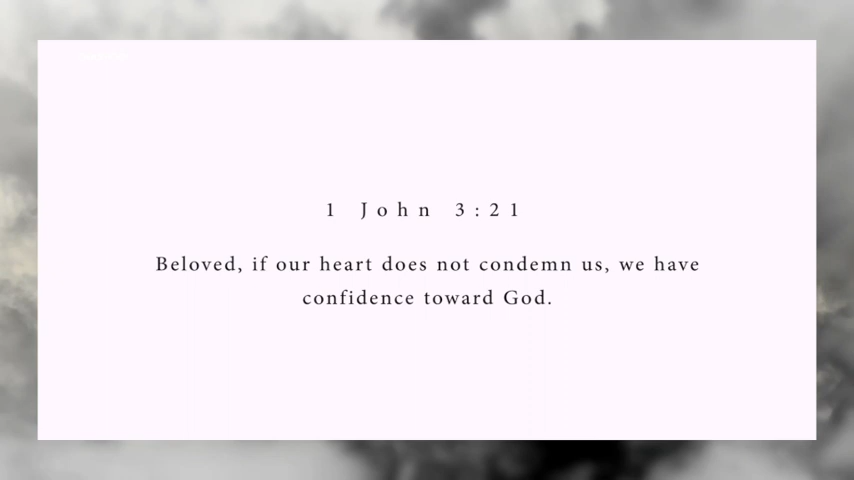 1 John 3:21
Beloved, if our heart does not condemn us, we have
confidence toward God.